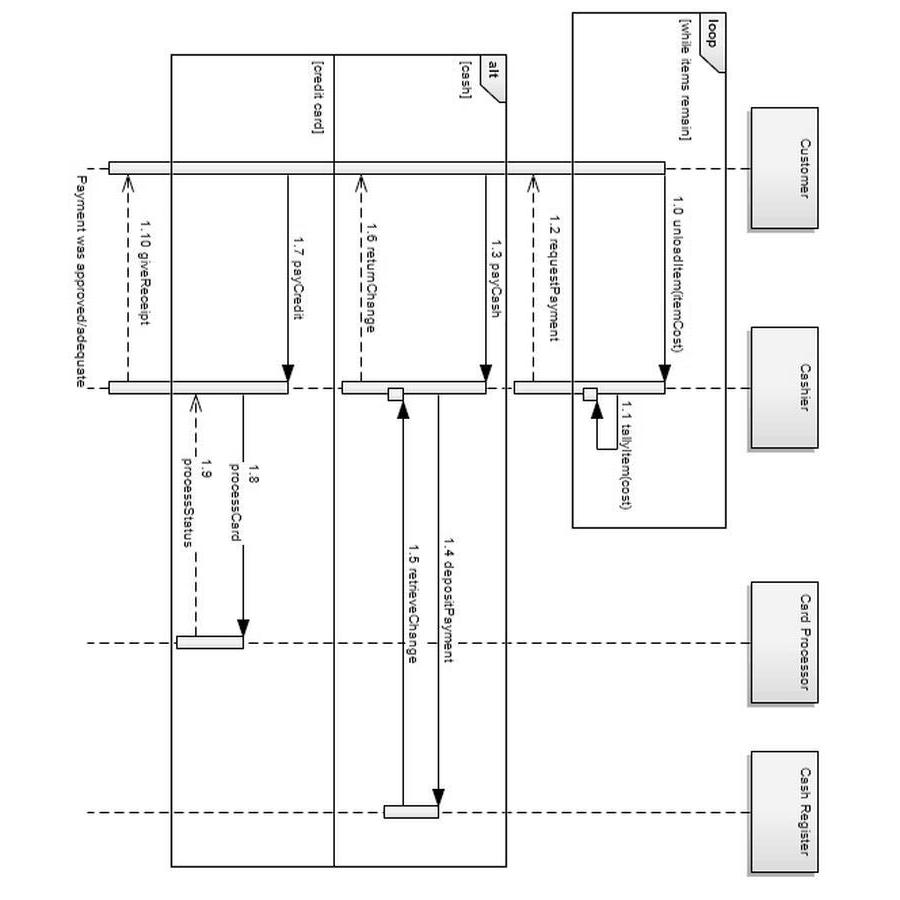 Customer
Cashier
Card Processor
Cash Register
loop
[while items remain]
1.0 unloadItem(itemCost)
1.1 tallyItem(cost)
1.2 requestPayment
alt
[cash]
1.3 payCash
1.4 depositPayment
1.5 retrieveChange
1.6 returnChange
[credit card]
1.7 payCredit
1.8
processCard
1.9
processStatus
1.10 giveReceipt
Payment was approved/adequate